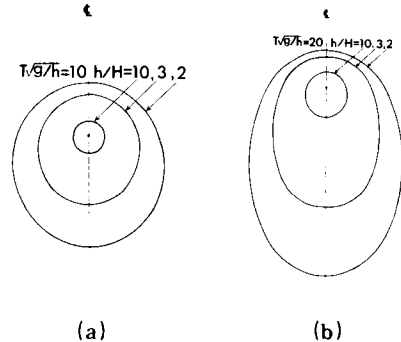 ℄
℄
T√g/h=10 h/H=10,3,2
T√g/h=20 h/H=10,3,2
(a)
(b)